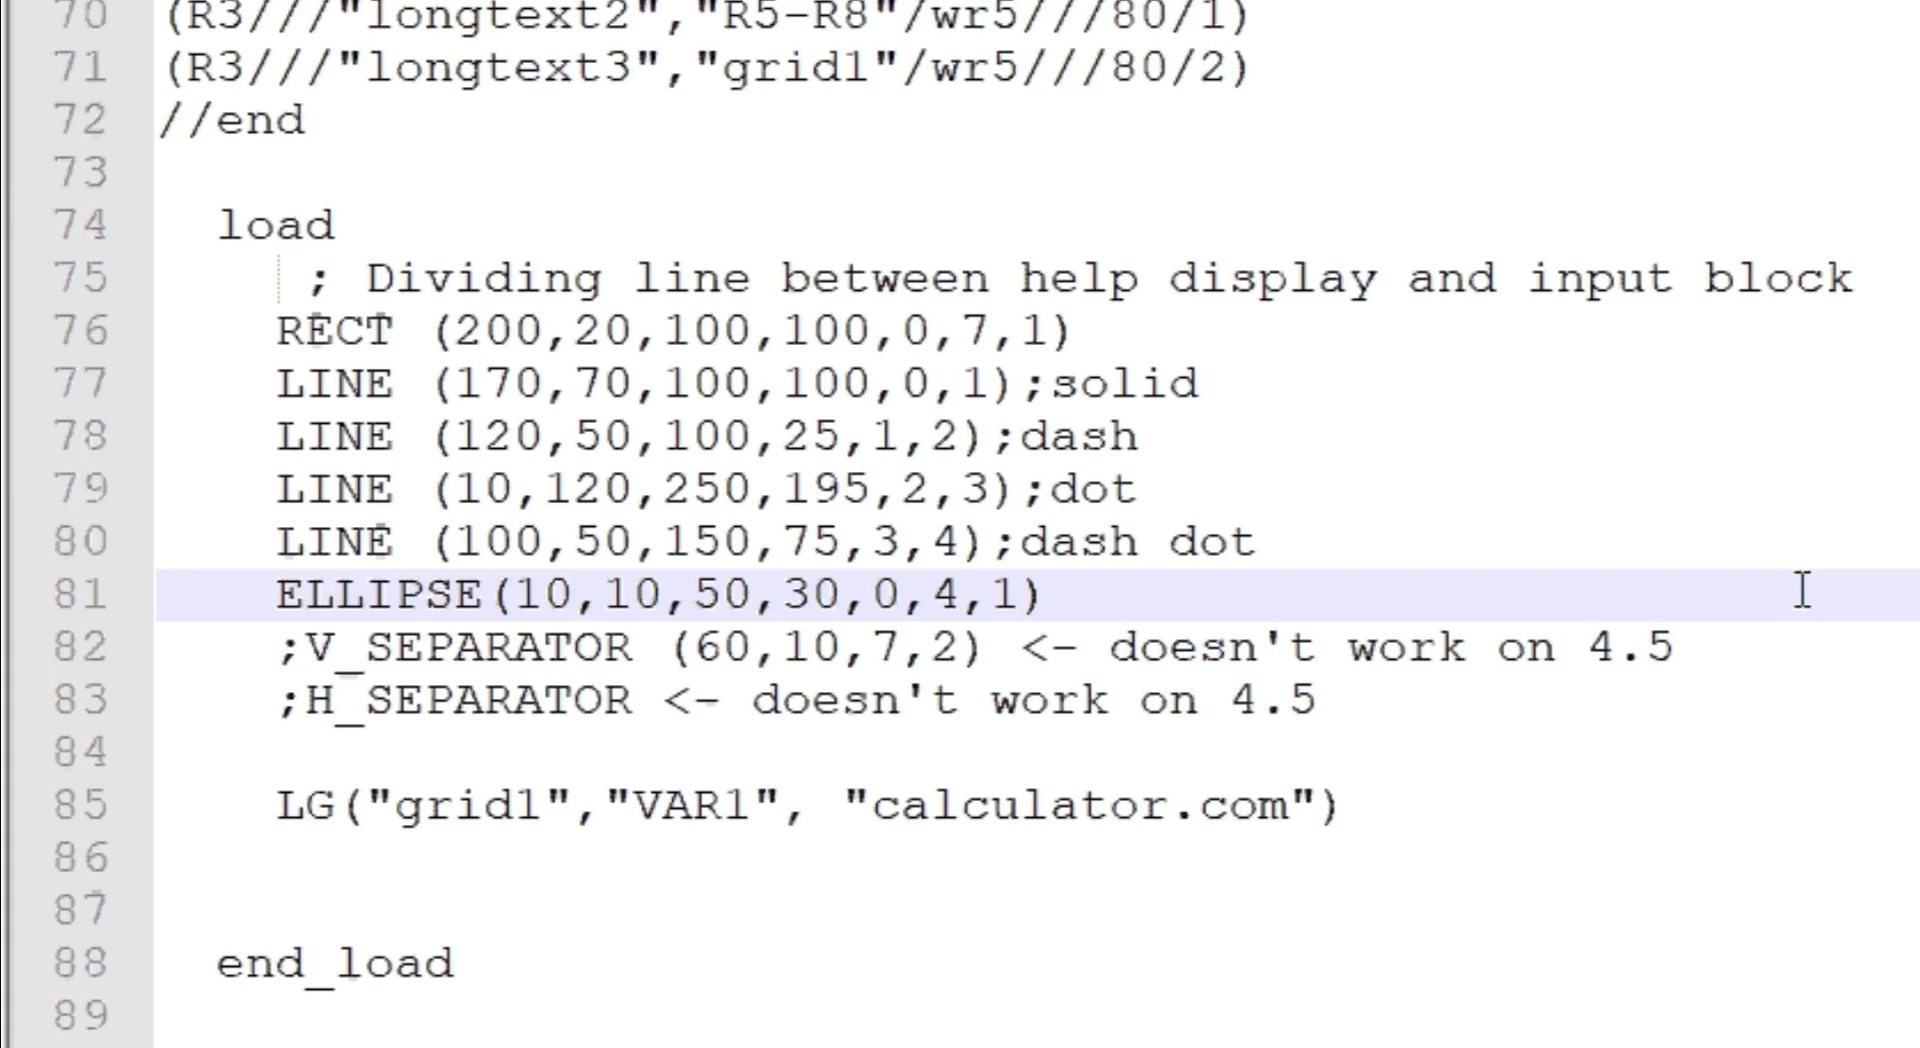 70 (R3///"longtext2","R5-R8"/wr5///80/1)
71 (R3///"longtext3","grid1"/wr5///80/2)
72 //end
73
74 load
75 ; Dividing line between help display and input block
76 RECT (200,20,100,100,0,7,1)
77 LINE (170,70,100,100,0,1);solid
78 LINE (120,50,100,25,1,2);dash
79 LINE (10,120,250,195,2,3);dot
80 LINE (100,50,150,75,3,4);dash dot
81 ELLIPSE(10,10,50,30,0,4,1)
82 ;V_SEPARATOR (60,10,7,2) <- doesn't work on 4.5
83 ;H_SEPARATOR <- doesn't work on 4.5
84
85 LG("grid1","VAR1", "calculator.com")
86
87
88 end_load
89